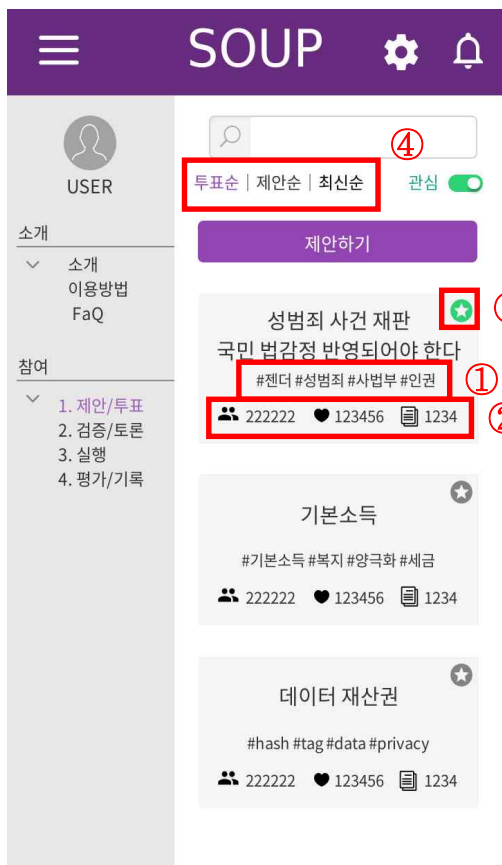 SOUP
USER
소개
소개
이용방법
FaQ
참여
1. 제안/투표
2. 검증/토론
3. 실행
4. 평가/기록
④
투표순 | 제안순 | 최신순
관심
제안하기
성범죄 사건 재판
국민 법감정 반영되어야 한다
#젠더 #성범죄 #사법부 #인권
①
222222 123456 1234
기본소득
#기본소득 #복지 #양극화 #세금
222222 123456 1234
데이터 재산권
#hash #tag #data #privacy
222222 123456 1234